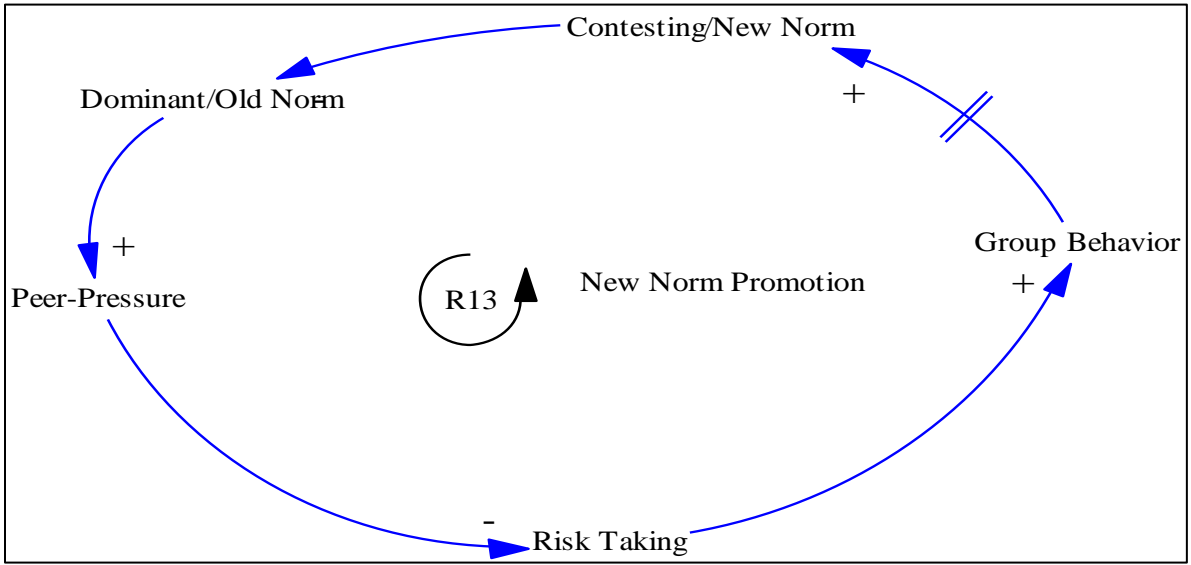 Contesting/New Norm
+
Dominant/Old Norm
-
+
Group Behavior
+
Peer-Pressure
R13
New Norm Promotion
-
Risk Taking